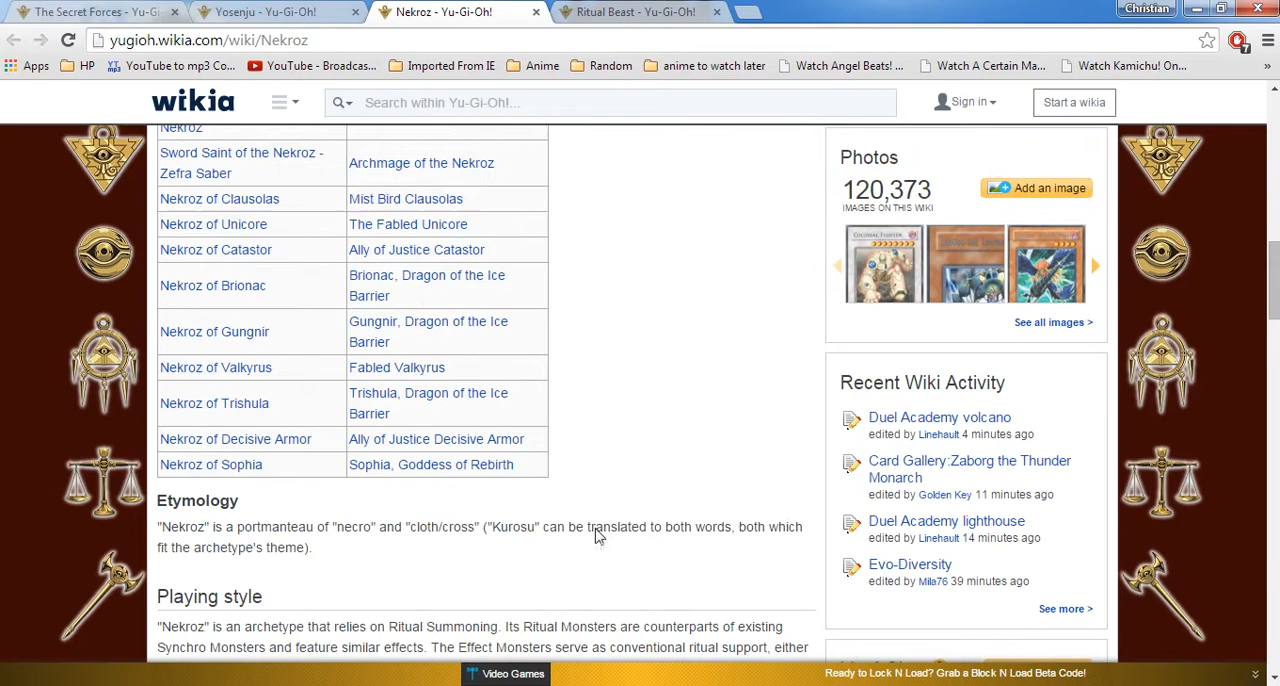 The Secret Forces - Yu-Gi
Yosenju - Yu-Gi-Oh!
Nekroz - Yu-Gi-Oh!
Ritual Beast - Yu-Gi-Oh!
Christian
yugioh.wikia.com/wiki/Nekroz
7
Apps
HP
YouTube to mp3 Co...
YouTube - Broadcas...
Imported From IE
Anime
Random
anime to watch later
Watch Angel Beats! ...
Watch A Certain Ma...
Watch Kamichu! On...
»
wikia
Search within Yu-Gi-Oh!...
Sign in
Start a wikia
Nekroz
Sword Saint of the Nekroz -
Zefra Saber
Archmage of the Nekroz
Nekroz of Clausolas
Mist Bird Clausolas
Nekroz of Unicore
The Fabled Unicore
Nekroz of Catastor
Ally of Justice Catastor
Nekroz of Brionac
Brionac, Dragon of the Ice
Barrier
Nekroz of Gungnir
Gungnir, Dragon of the Ice
Barrier
Nekroz of Valkyrus
Fabled Valkyrus
Nekroz of Trishula
Trishula, Dragon of the Ice
Barrier
Nekroz of Decisive Armor
Ally of Justice Decisive Armor
Nekroz of Sophia
Sophia, Goddess of Rebirth
Etymology
"Nekroz" is a portmanteau of "necro" and "cloth/cross" ("Kurosu" can be translated to both words, both which
fit the archetype's theme).
Playing style
"Nekroz" is an archetype that relies on Ritual Summoning. Its Ritual Monsters are counterparts of existing
Synchro Monsters and feature similar effects. The Effect Monsters serve as conventional ritual support, either
Photos
120,373
IMAGES ON THIS WIKI
Add an image
See all images >
Recent Wiki Activity
Duel Academy volcano
edited by Linehault 4 minutes ago
Card Gallery:Zaborg the Thunder
Monarch
edited by Golden Key 11 minutes ago
Duel Academy lighthouse
edited by Linehault 14 minutes ago
Evo-Diversity
edited by Mila76 39 minutes ago
See more >
Video Games
Ready to Lock N Load? Grab a Block N Load Beta Code!